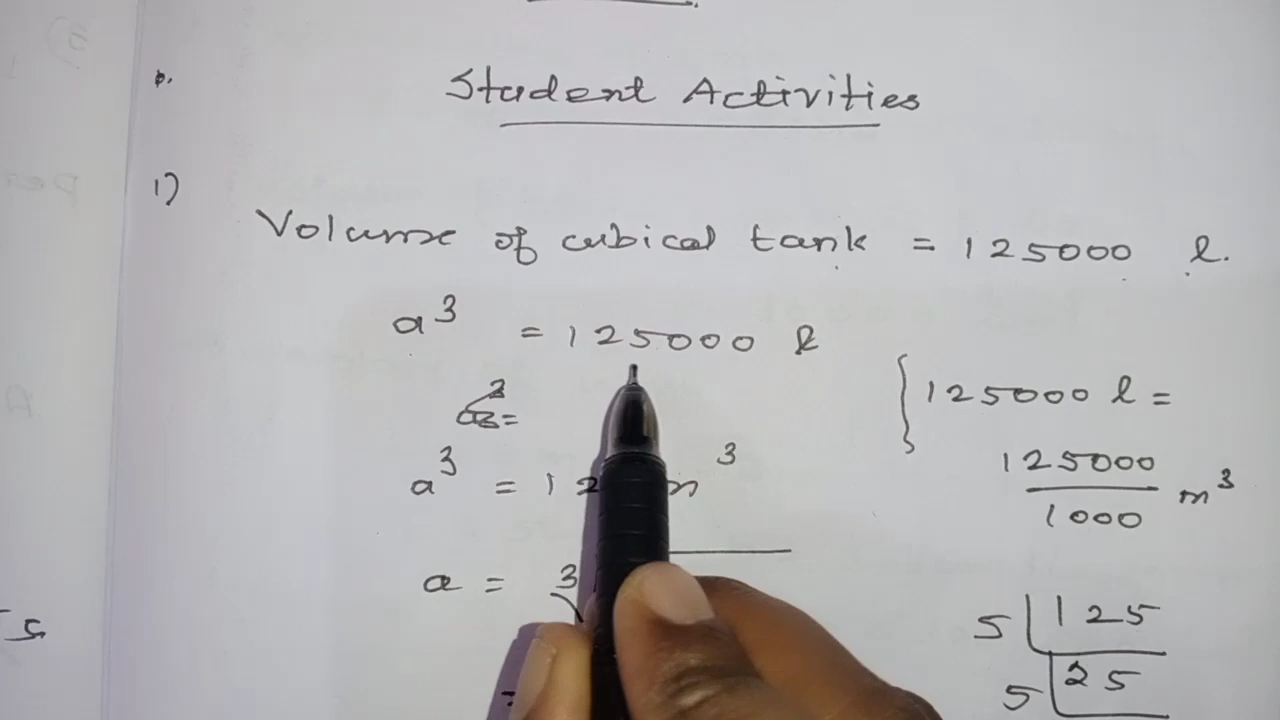 Student Activities
1)
Volume of cubical tank = 125000 l.
a³ = 125000 l
a³ = 12 m³
a = 3
{125000 l =
125000
1000
m³
5 | 125
5 | 25